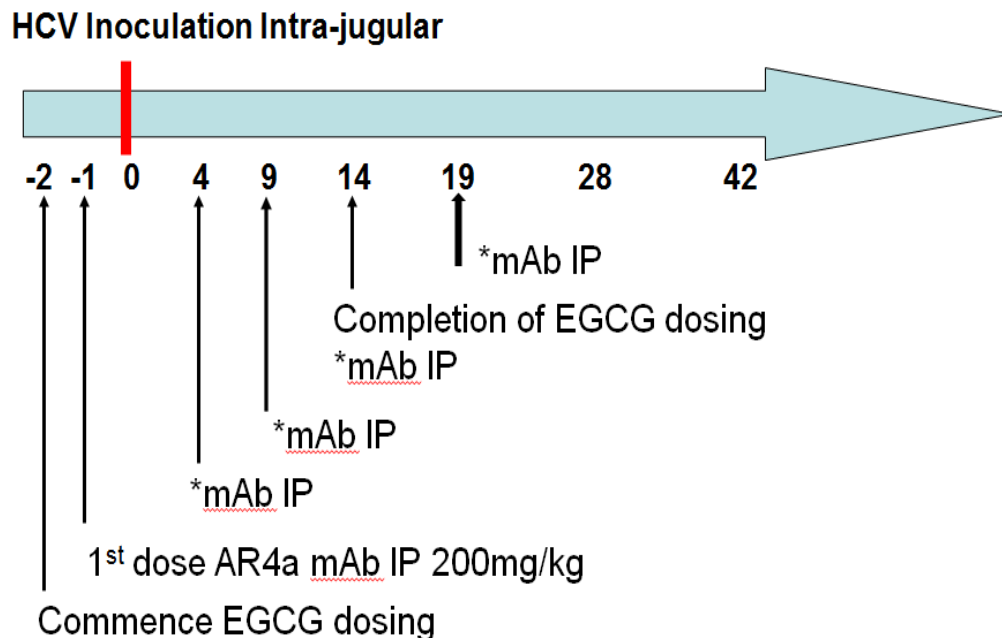 HCV Inoculation Intra-jugular
-2 -1 0 4 9 14 19 28 42
*mAb IP
Completion of EGCG dosing
*mAb IP
*mAb IP
*mAb IP
1st dose AR4a mAb IP 200mg/kg
Commence EGCG dosing